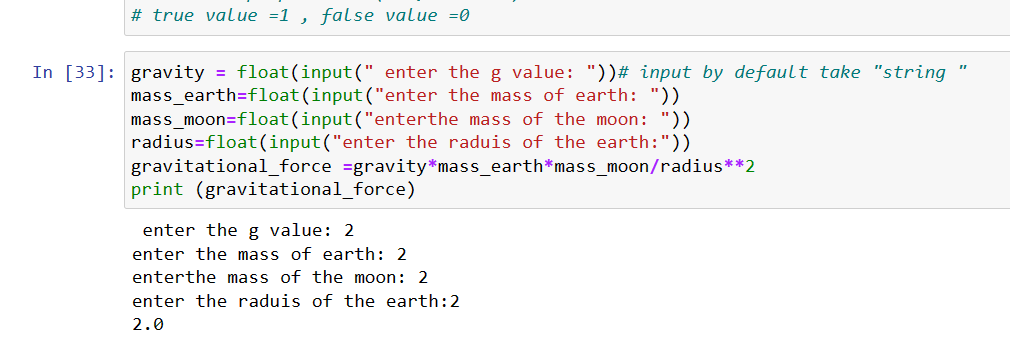 # true value =1 , false value =0
In [33]: gravity = float(input(" enter the g value: "))# input by default take "string "
mass_earth=float(input("enter the mass of earth: "))
mass_moon=float(input("enterthe mass of the moon: "))
radius=float(input("enter the raduis of the earth:"))
gravitational_force =gravity*mass_earth*mass_moon/radius**2
print (gravitational_force)
enter the g value: 2
enter the mass of earth: 2
enterthe mass of the moon: 2
enter the raduis of the earth:2
2.0